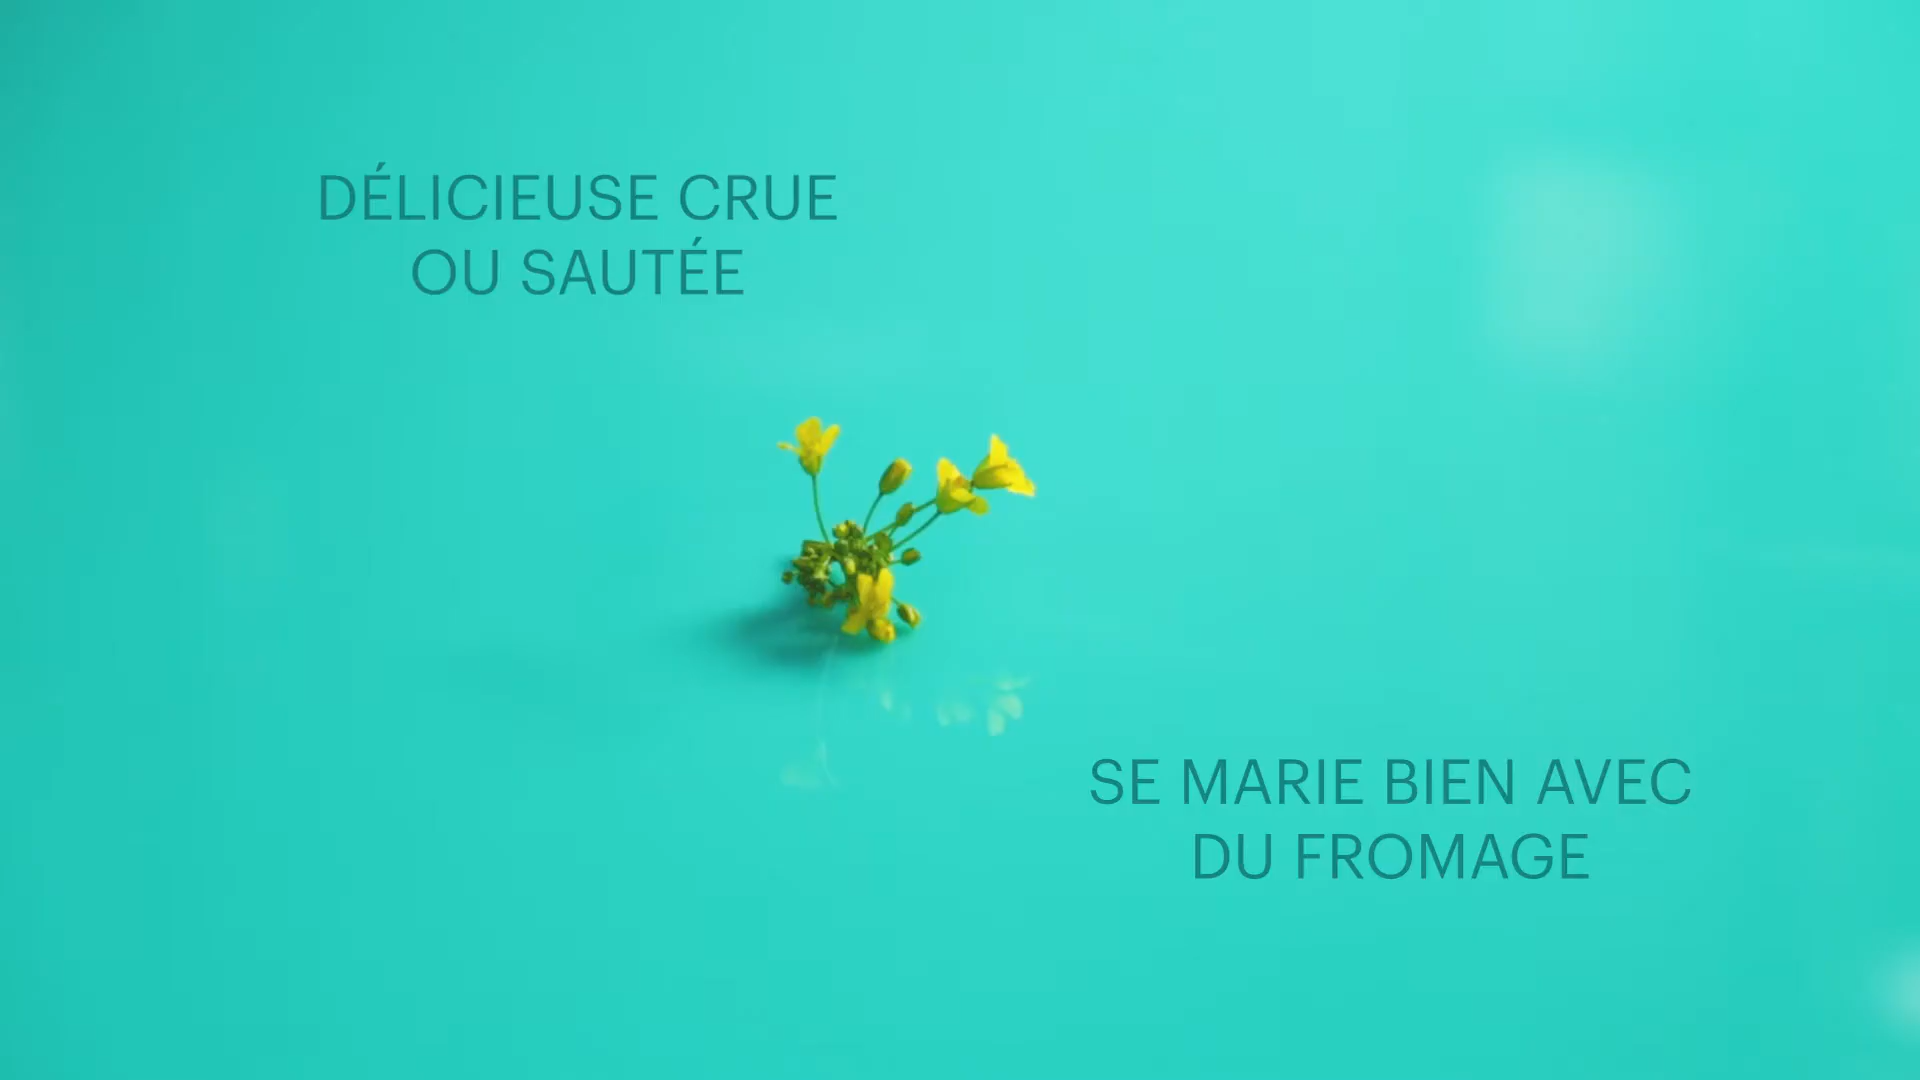 DÉLICIEUSE CRUE
OU SAUTÉE
SE MARIE BIEN AVEC
DU FROMAGE